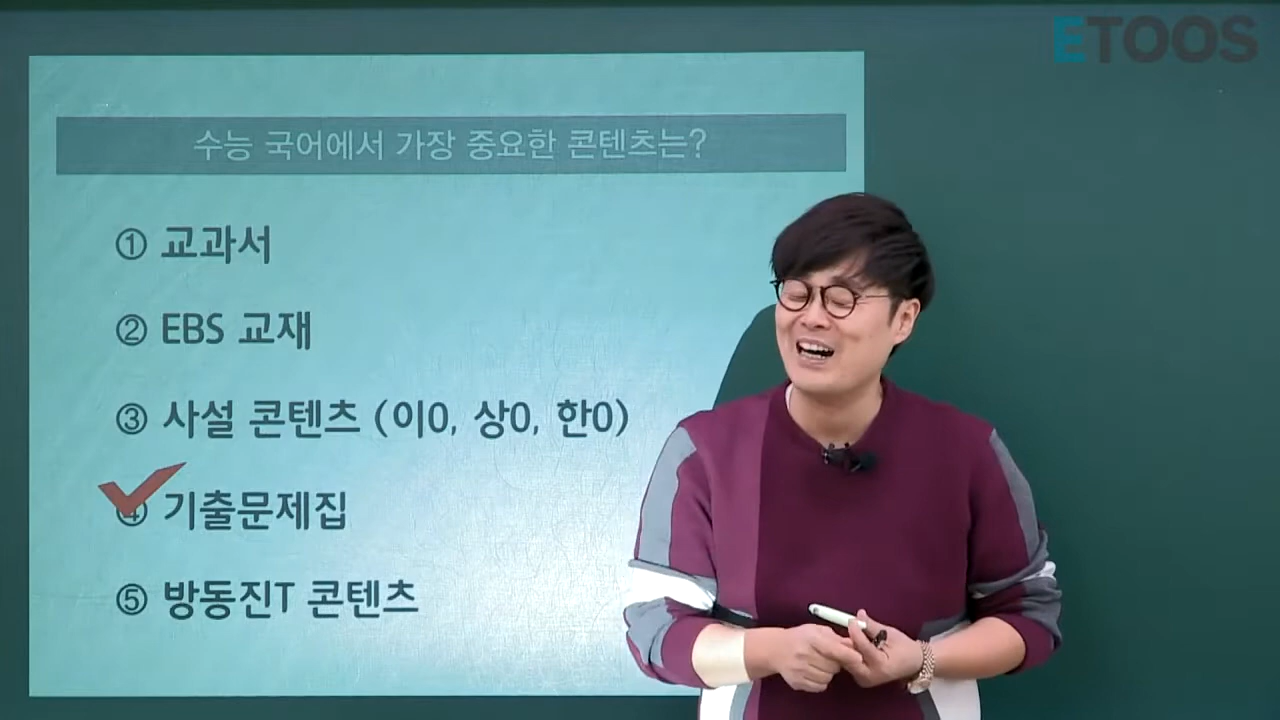 ETOOS
수능 국어에서 가장 중요한 콘텐츠는?
① 교과서
② EBS 교재
③ 사설 콘텐츠 (이0, 상0, 한0)
④ 기출문제집
⑤ 방동진T 콘텐츠